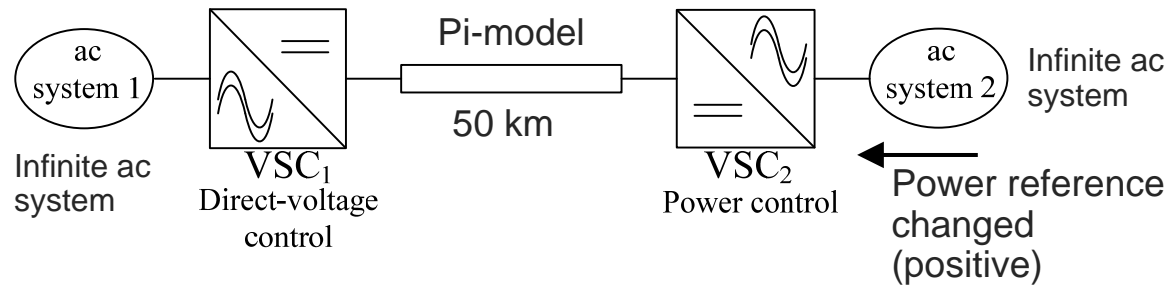 ac
system 1
Infinite ac
system
VSC₁
Direct-voltage
control
Pi-model
50 km
VSC₂
Power control
ac
system 2
Infinite ac
system
Power reference
changed
(positive)